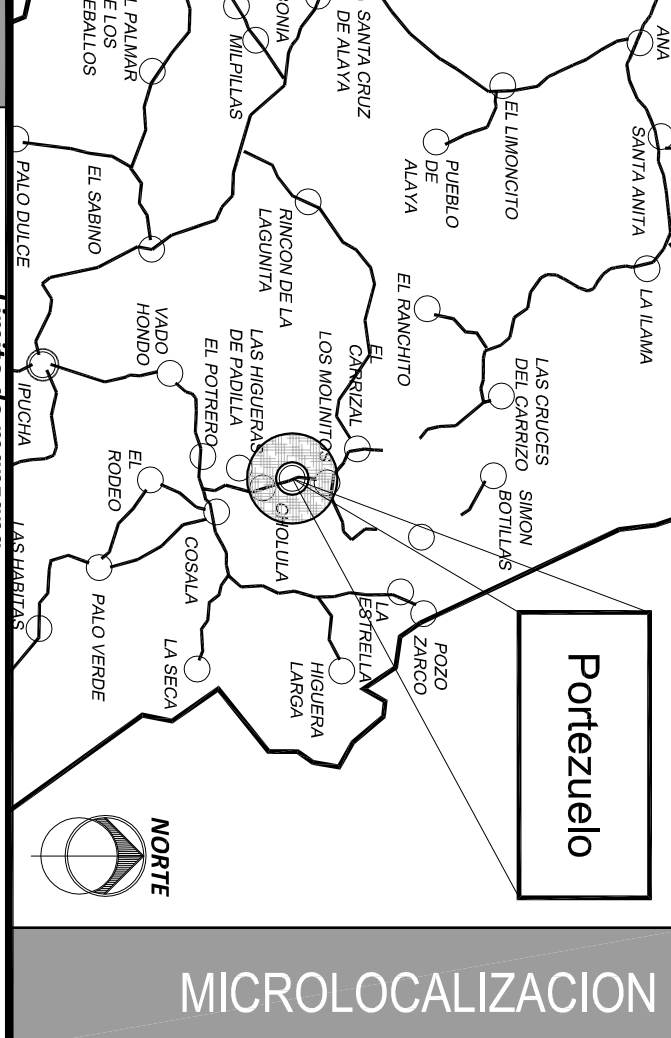 ANA
SANTA CRUZ
DE ALAYA
MILPILLAS
ONIA
L PALMAR
E LOS
EBALLOS
SANTA ANITA
EL LIMONCITO
PUEBLO
DE
ALAYA
LA ILAMA
EL RANCHITO
RINCON DE LA
LAGUNITA
EL SABINO
PALO DULCE
LAS CRUCES
DEL CARRIZO
EL
CARRIZAL
LOS MOLINITOS
LAS HIGUERAS
DE PADILLA
EL POTRERO
VADO
HONDO
IPUCHA
SIMON
BOTILLAS
CHOLULA
COSALA
EL
RODEO
LAS HABITAS
PALO VERDE
LA
ESTRELLA
POZO
ZARCO
HIGUERA
LARGA
LA SECA
Portezuelo
NORTE
MICROLOCALIZACION